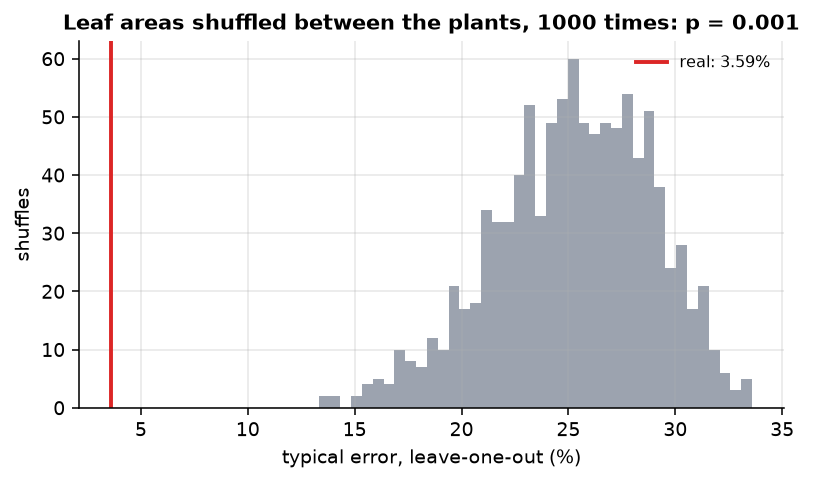 Leaf areas shuffled between the plants, 1000 times: p = 0.001
real: 3.59%
shuffles
60
50
40
30
20
10
0
5 10 15 20 25 30 35
typical error, leave-one-out (%)